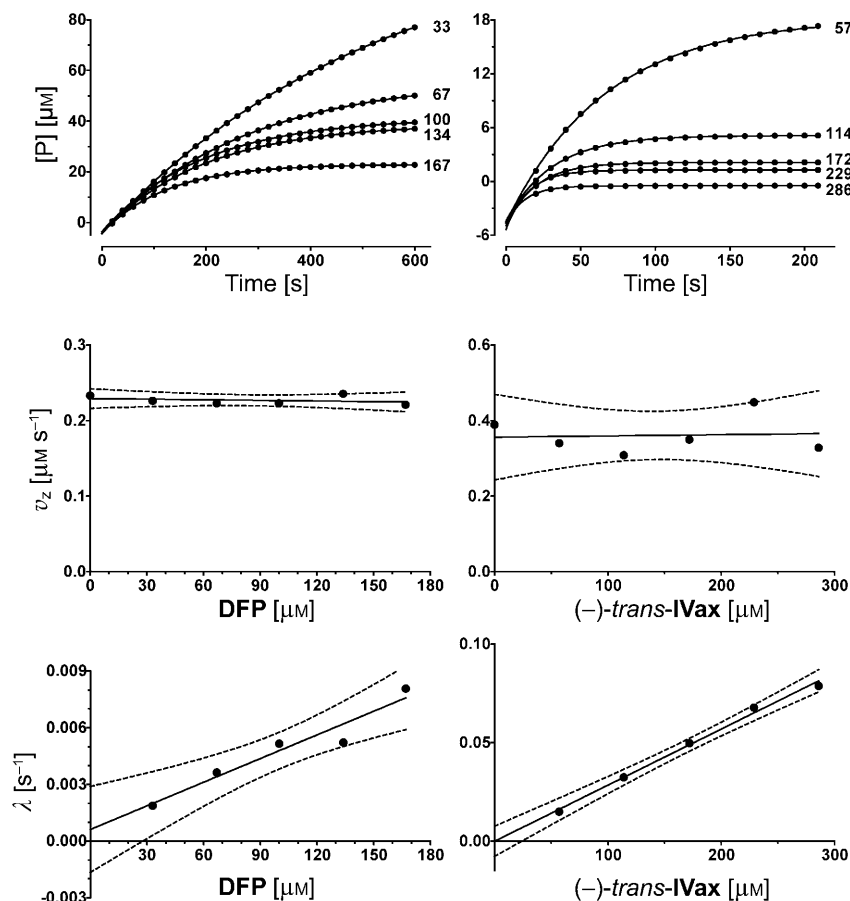 80
60
40
20
0
[P] [μM]
33
67
100
134
167
0 200 400 600
Time [s]
18
12
6
0
-6
57
114
172
229
286
0 50 100 150 200
Time [s]
0.3
0.2
0.1
0.0
vz [μM s⁻¹]
0 30 60 90 120 150 180
DFP [μM]
0.6
0.4
0.2
0.0
0 100 200 300
(−)-trans-IVax [μM]
0.009
0.006
0.003
0.000
-0.003
λ [s⁻¹]
30 60 90 120 150 180
DFP [μM]
0.10
0.05
0.00
100 200 300
(−)-trans-IVax [μM]